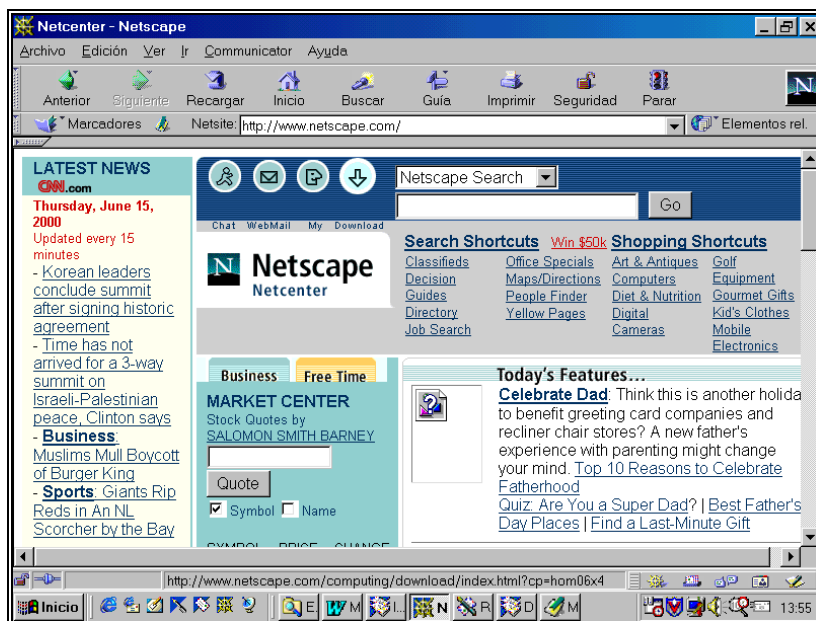 Netcenter - Netscape
Archivo Edición Ver Ir Communicator Ayuda
Anterior Siguiente Recargar Inicio Buscar Guía Imprimir Seguridad Parar
N
Marcadores Netsite: http://www.netscape.com/ Elementos rel.
LATEST NEWS
CNN.com
Thursday, June 15,
2000
Updated every 15
minutes
- Korean leaders
conclude summit
after signing historic
agreement
- Time has not
arrived for a 3-way
summit on
Israeli-Palestinian
peace, Clinton says
- Business:
Muslims Mull Boycott
of Burger King
- Sports: Giants Rip
Reds in An NL
Scorcher by the Bay
Netscape Search
Go
Chat WebMail My Download
N Netscape
Netcenter
Search Shortcuts Win $50k
Classifieds
Decision
Guides
Directory
Job Search
Office Specials
Maps/Directions
People Finder
Yellow Pages
Shopping Shortcuts
Art & Antiques
Computers
Diet & Nutrition
Digital
Cameras
Golf
Equipment
Gourmet Gifts
Kid's Clothes
Mobile
Electronics
Business Free Time
MARKET CENTER
Stock Quotes by
SALOMON SMITH BARNEY
Quote
Symbol Name
SYMBOL PRICE CHANGE
Today's Features...
Celebrate Dad: Think this is another holida
to benefit greeting card companies and
recliner chair stores? A new father's
experience with parenting might change
your mind. Top 10 Reasons to Celebrate
Fatherhood
Quiz: Are You a Super Dad? | Best Father's
Day Places | Find a Last-Minute Gift
http://www.netscape.com/computing/download/index.html?cp=hom06x4
Inicio E. M I... N R D M 13:55